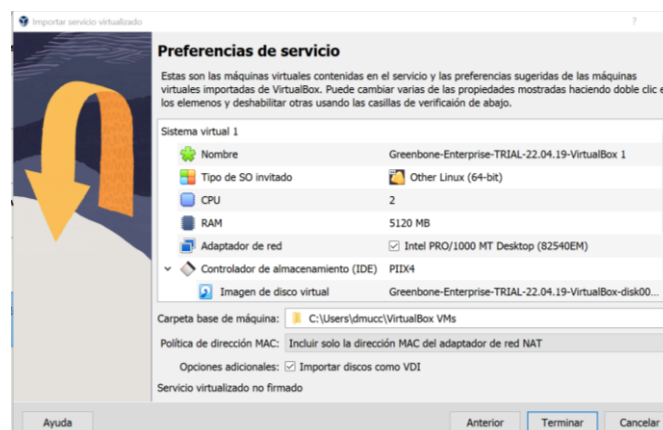 Importar servicio virtualizado ?
Preferencias de servicio
Estas son las máquinas virtuales contenidas en el servicio y las preferencias sugeridas de las máquinas
virtuales importadas de VirtualBox. Puede cambiar varias de las propiedades mostradas haciendo doble clic e
los elemenos y deshabilitar otras usando las casillas de verificaión de abajo.
Sistema virtual 1
Nombre Greenbone-Enterprise-TRIAL-22.04.19-VirtualBox 1
Tipo de SO invitado Other Linux (64-bit)
CPU 2
RAM 5120 MB
Adaptador de red Intel PRO/1000 MT Desktop (82540EM)
Controlador de almacenamiento (IDE) PIIX4
Imagen de disco virtual Greenbone-Enterprise-TRIAL-22.04.19-VirtualBox-disk00...
Carpeta base de máquina: C:\Users\dmucc\VirtualBox VMs
Política de dirección MAC: Incluir solo la dirección MAC del adaptador de red NAT
Opciones adicionales: Importar discos como VDI
Servicio virtualizado no firmado
Ayuda Anterior Terminar Cancelar